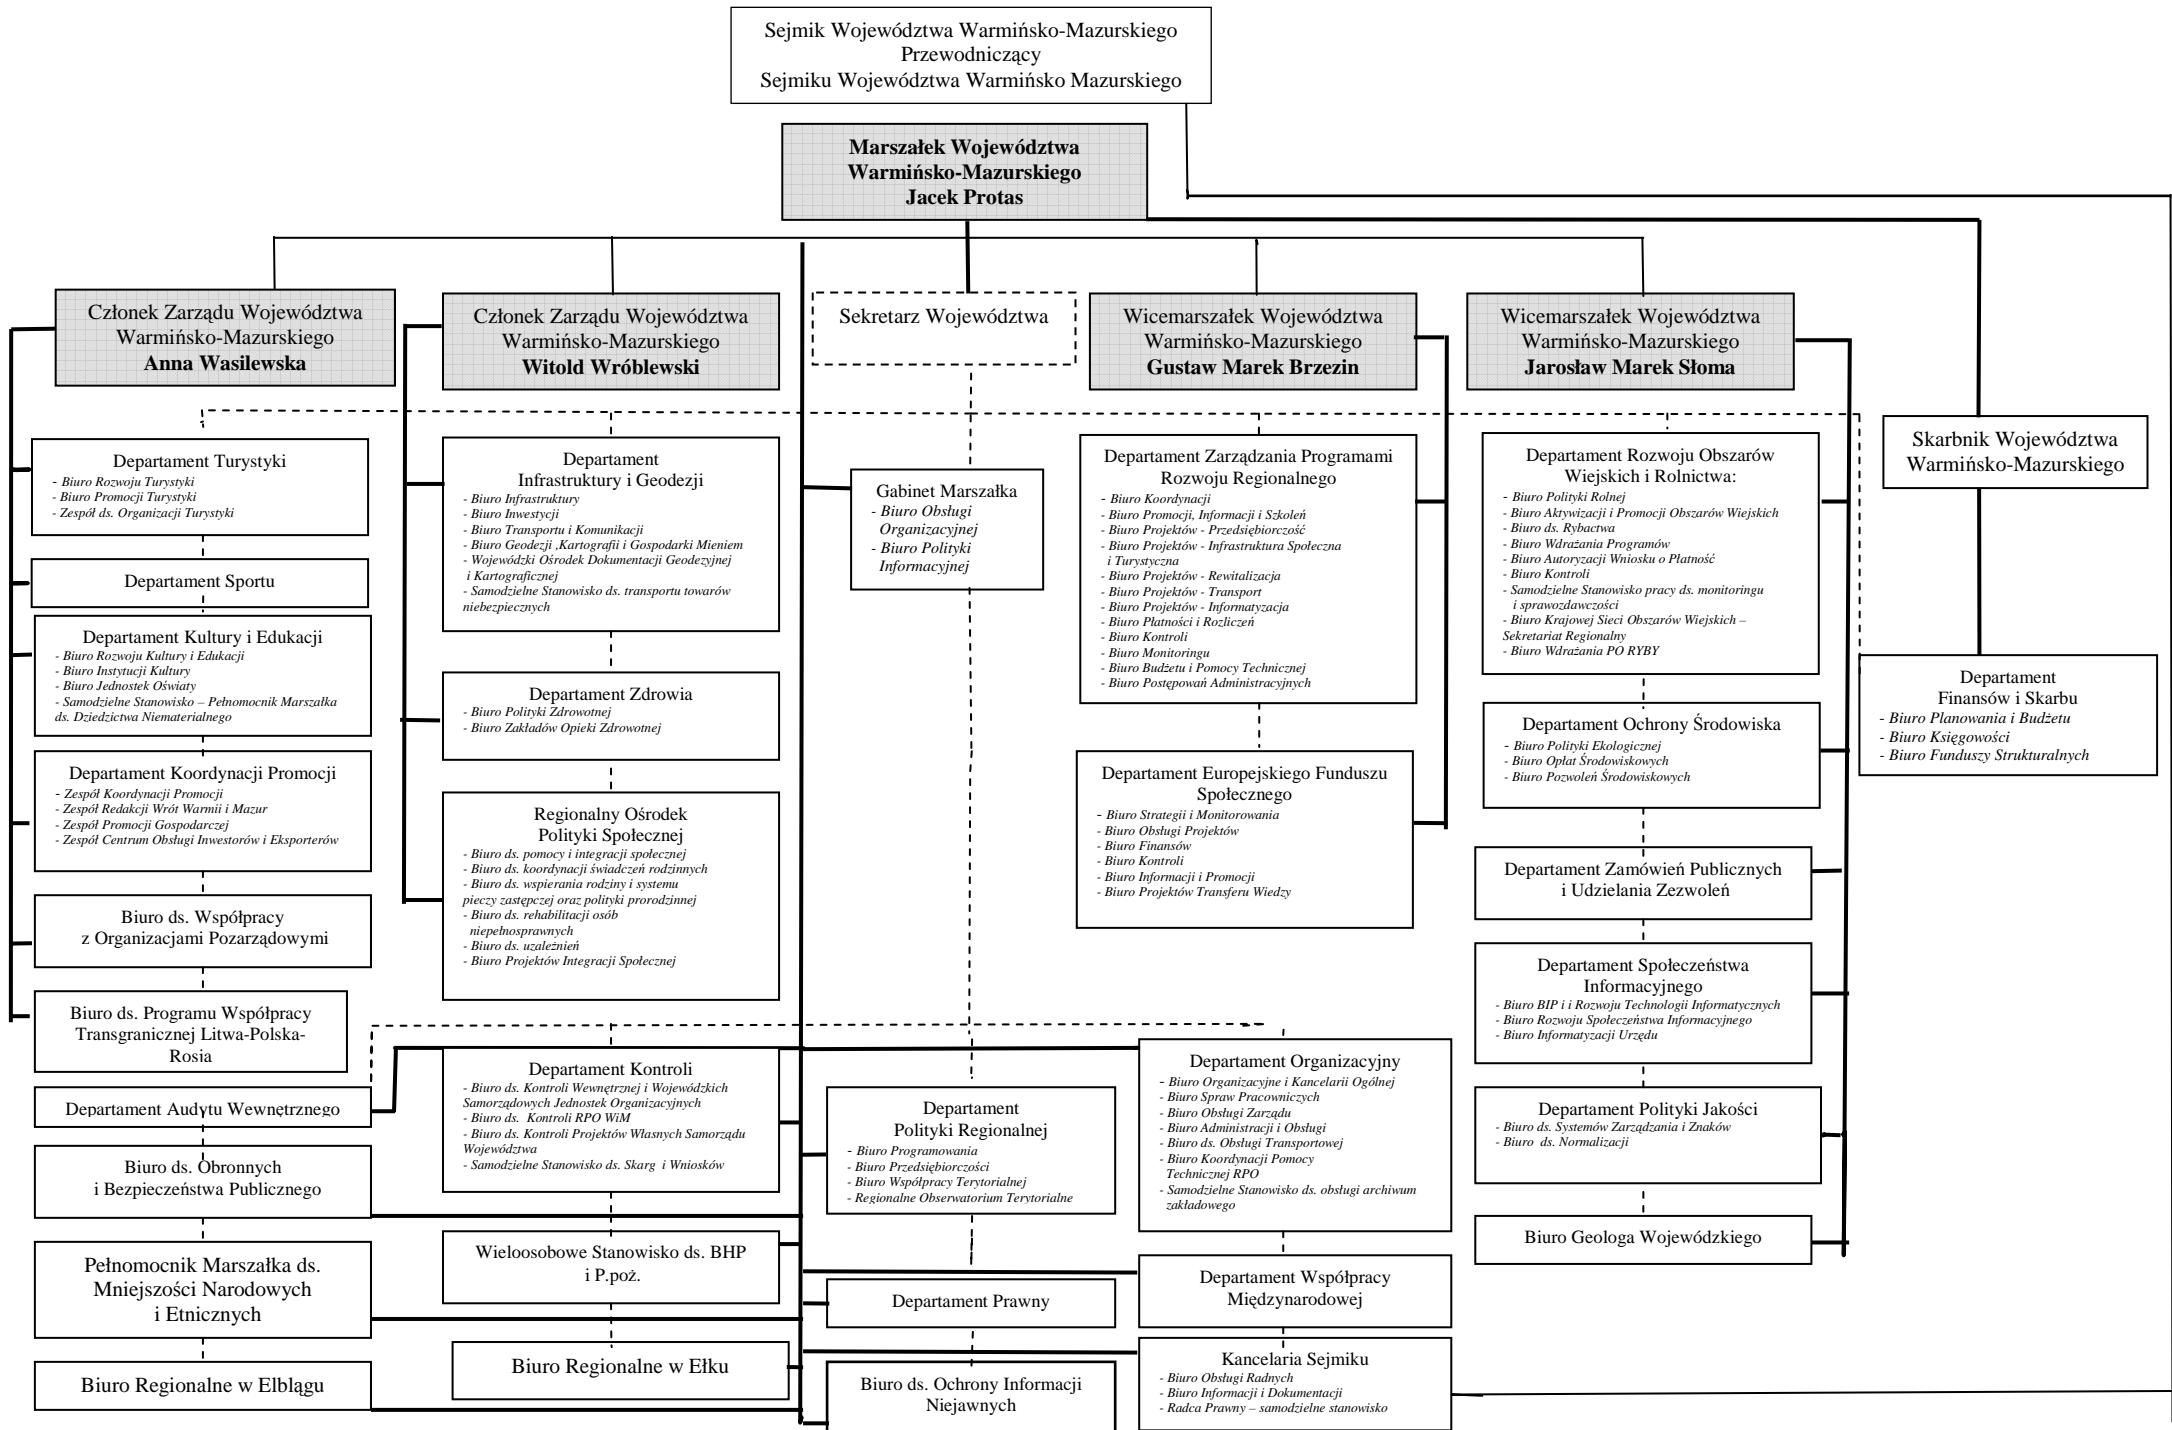 Sejmik Województwa Warmińsko-Mazurskiego
Przewodniczący
Sejmiku Województwa Warmińsko Mazurskiego
Marszałek Województwa
Warmińsko-Mazurskiego
Jacek Protas
Członek Zarządu Województwa
Warmińsko-Mazurskiego
Anna Wasilewska
Członek Zarządu Województwa
Warmińsko-Mazurskiego
Witold Wróblewski
Sekretarz Województwa
Wicemarszałek Województwa
Warmińsko-Mazurskiego
Gustaw Marek Brzezin
Wicemarszałek Województwa
Warmińsko-Mazurskiego
Jarosław Marek Słoma
Skarbnik Województwa
Warmińsko-Mazurskiego
Departament Turystyki
- Biuro Rozwoju Turystyki
- Biuro Promocji Turystyki
- Zespół ds. Organizacji Turystyki
Departament Sportu
Departament Kultury i Edukacji
- Biuro Rozwoju Kultury i Edukacji
- Biuro Instytucji Kultury
- Biuro Jednostek Oświaty
- Samodzielne Stanowisko – Pełnomocnik Marszałka
ds. Dziedzictwa Niematerialnego
Departament Koordynacji Promocji
- Zespół Koordynacji Promocji
- Zespół Redakcji Wrót Warmii i Mazur
- Zespół Promocji Gospodarczej
- Zespół Centrum Obsługi Inwestorów i Eksporterów
Biuro ds. Współpracy
z Organizacjami Pozarządowymi
Biuro ds. Programu Współpracy
Transgranicznej Litwa-Polska-
Rosja
Departament Audytu Wewnętrznego
Biuro ds. Obronnych
i Bezpieczeństwa Publicznego
Pełnomocnik Marszałka ds.
Mniejszości Narodowych
i Etnicznych
Biuro Regionalne w Elblągu
Departament
Infrastruktury i Geodezji
- Biuro Infrastruktury
- Biuro Inwestycji
- Biuro Transportu i Komunikacji
- Biuro Geodezji ,Kartografii i Gospodarki Mieniem
- Wojewódzki Ośrodek Dokumentacji Geodezyjnej
i Kartograficznej
- Samodzielne Stanowisko ds. transportu towarów
niebezpiecznych
Departament Zdrowia
- Biuro Polityki Zdrowotnej
- Biuro Zakładów Opieki Zdrowotnej
Regionalny Ośrodek
Polityki Społecznej
- Biuro ds. pomocy i integracji społecznej
- Biuro ds. koordynacji świadczeń rodzinnych
- Biuro ds. wspierania rodziny i systemu
pieczy zastępczej oraz polityki prorodzinnej
- Biuro ds. rehabilitacji osób
niepełnosprawnych
- Biuro ds. uzależnień
- Biuro Projektów Integracji Społecznej
Departament Kontroli
- Biuro ds. Kontroli Wewnętrznej i Wojewódzkich
Samorządowych Jednostek Organizacyjnych
- Biuro ds. Kontroli RPO WiM
- Biuro ds. Kontroli Projektów Własnych Samorządu
Województwa
- Samodzielne Stanowisko ds. Skarg i Wniosków
Wieloosobowe Stanowisko ds. BHP
i P.poż.
Biuro Regionalne w Ełku
Gabinet Marszałka
- Biuro Obsługi
Organizacyjnej
- Biuro Polityki
Informacyjnej
Departament
Polityki Regionalnej
- Biuro Programowania
- Biuro Przedsiębiorczości
- Biuro Współpracy Terytorialnej
- Regionalne Obserwatorium Terytorialne
Departament Prawny
Biuro ds. Ochrony Informacji
Niejawnych
Departament Zarządzania Programami
Rozwoju Regionalnego
- Biuro Koordynacji
- Biuro Promocji, Informacji i Szkoleń
- Biuro Projektów - Przedsiębiorczość
- Biuro Projektów - Infrastruktura Społeczna
i Turystyczna
- Biuro Projektów - Rewitalizacja
- Biuro Projektów - Transport
- Biuro Projektów - Informatyzacja
- Biuro Płatności i Rozliczeń
- Biuro Kontroli
- Biuro Monitoringu
- Biuro Budżetu i Pomocy Technicznej
- Biuro Postępowań Administracyjnych
Departament Europejskiego Funduszu
Społecznego
- Biuro Strategii i Monitorowania
- Biuro Obsługi Projektów
- Biuro Finansów
- Biuro Kontroli
- Biuro Informacji i Promocji
- Biuro Projektów Transferu Wiedzy
Departament Organizacyjny
- Biuro Organizacyjne i Kancelarii Ogólnej
- Biuro Spraw Pracowniczych
- Biuro Obsługi Zarządu
- Biuro Administracji i Obsługi
- Biuro ds. Obsługi Transportowej
- Biuro Koordynacji Pomocy
Technicznej RPO
- Samodzielne Stanowisko ds. obsługi archiwum
zakładowego
Departament Współpracy
Międzynarodowej
Kancelaria Sejmiku
- Biuro Obsługi Radnych
- Biuro Informacji i Dokumentacji
- Radca Prawny – samodzielne stanowisko
Departament Rozwoju Obszarów
Wiejskich i Rolnictwa:
- Biuro Polityki Rolnej
- Biuro Aktywizacji i Promocji Obszarów Wiejskich
- Biuro ds. Rybactwa
- Biuro Wdrażania Programów
- Biuro Autoryzacji Wniosku o Płatność
- Biuro Kontroli
- Samodzielne Stanowisko pracy ds. monitoringu
i sprawozdawczości
- Biuro Krajowej Sieci Obszarów Wiejskich –
Sekretariat Regionalny
- Biuro Wdrażania PO RYBY
Departament Ochrony Środowiska
- Biuro Polityki Ekologicznej
- Biuro Opłat Środowiskowych
- Biuro Pozwoleń Środowiskowych
Departament Zamówień Publicznych
i Udzielania Zezwoleń
Departament Społeczeństwa
Informacyjnego
- Biuro BIP i i Rozwoju Technologii Informatycznych
- Biuro Rozwoju Społeczeństwa Informacyjnego
- Biuro Informatyzacji Urzędu
Departament Polityki Jakości
- Biuro ds. Systemów Zarządzania i Znaków
- Biuro ds. Normalizacji
Biuro Geologa Wojewódzkiego
Departament
Finansów i Skarbu
- Biuro Planowania i Budżetu
- Biuro Księgowości
- Biuro Funduszy Strukturalnych